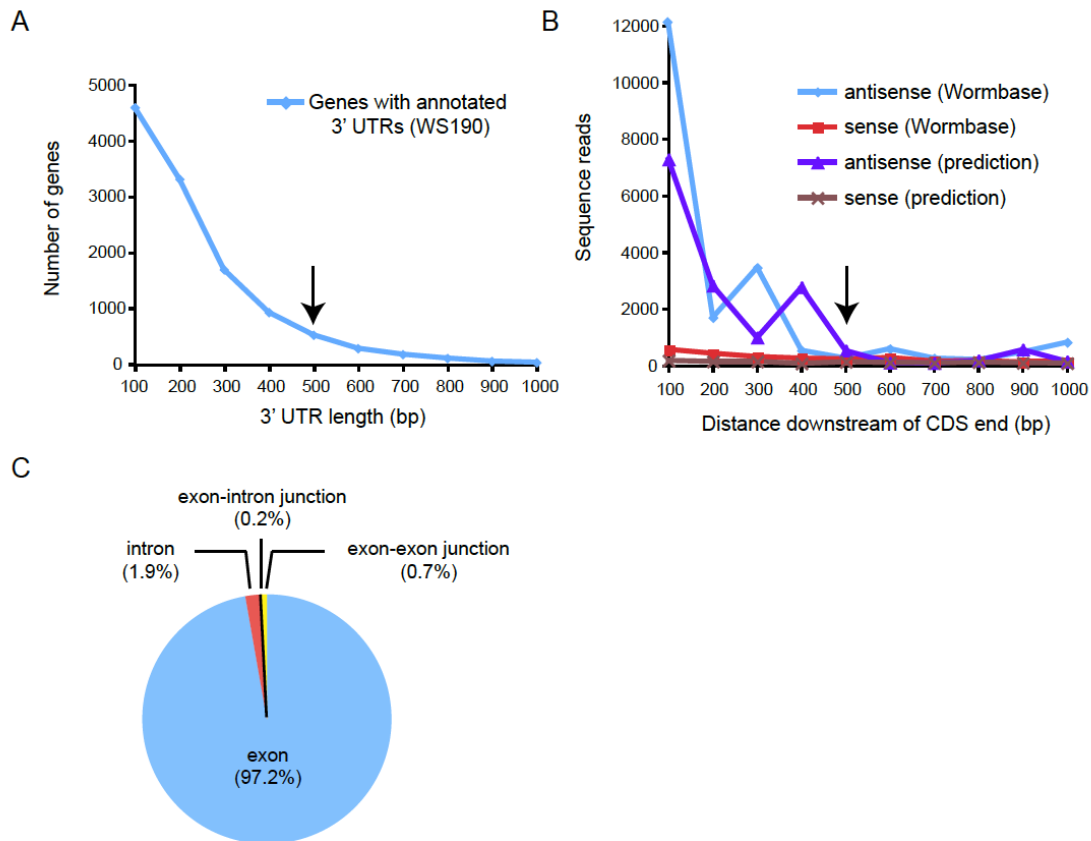 A
5000
4000
3000
2000
1000
0
Number of genes
Genes with annotated
3' UTRs (WS190)
100 200 300 400 500 600 700 800 900 1000
3' UTR length (bp)
B
12000
10000
8000
6000
4000
2000
0
Sequence reads
antisense (Wormbase)
sense (Wormbase)
antisense (prediction)
sense (prediction)
100 200 300 400 500 600 700 800 900 1000
Distance downstream of CDS end (bp)
C
exon-intron junction
(0.2%)
intron
(1.9%)
exon-exon junction
(0.7%)
exon
(97.2%)